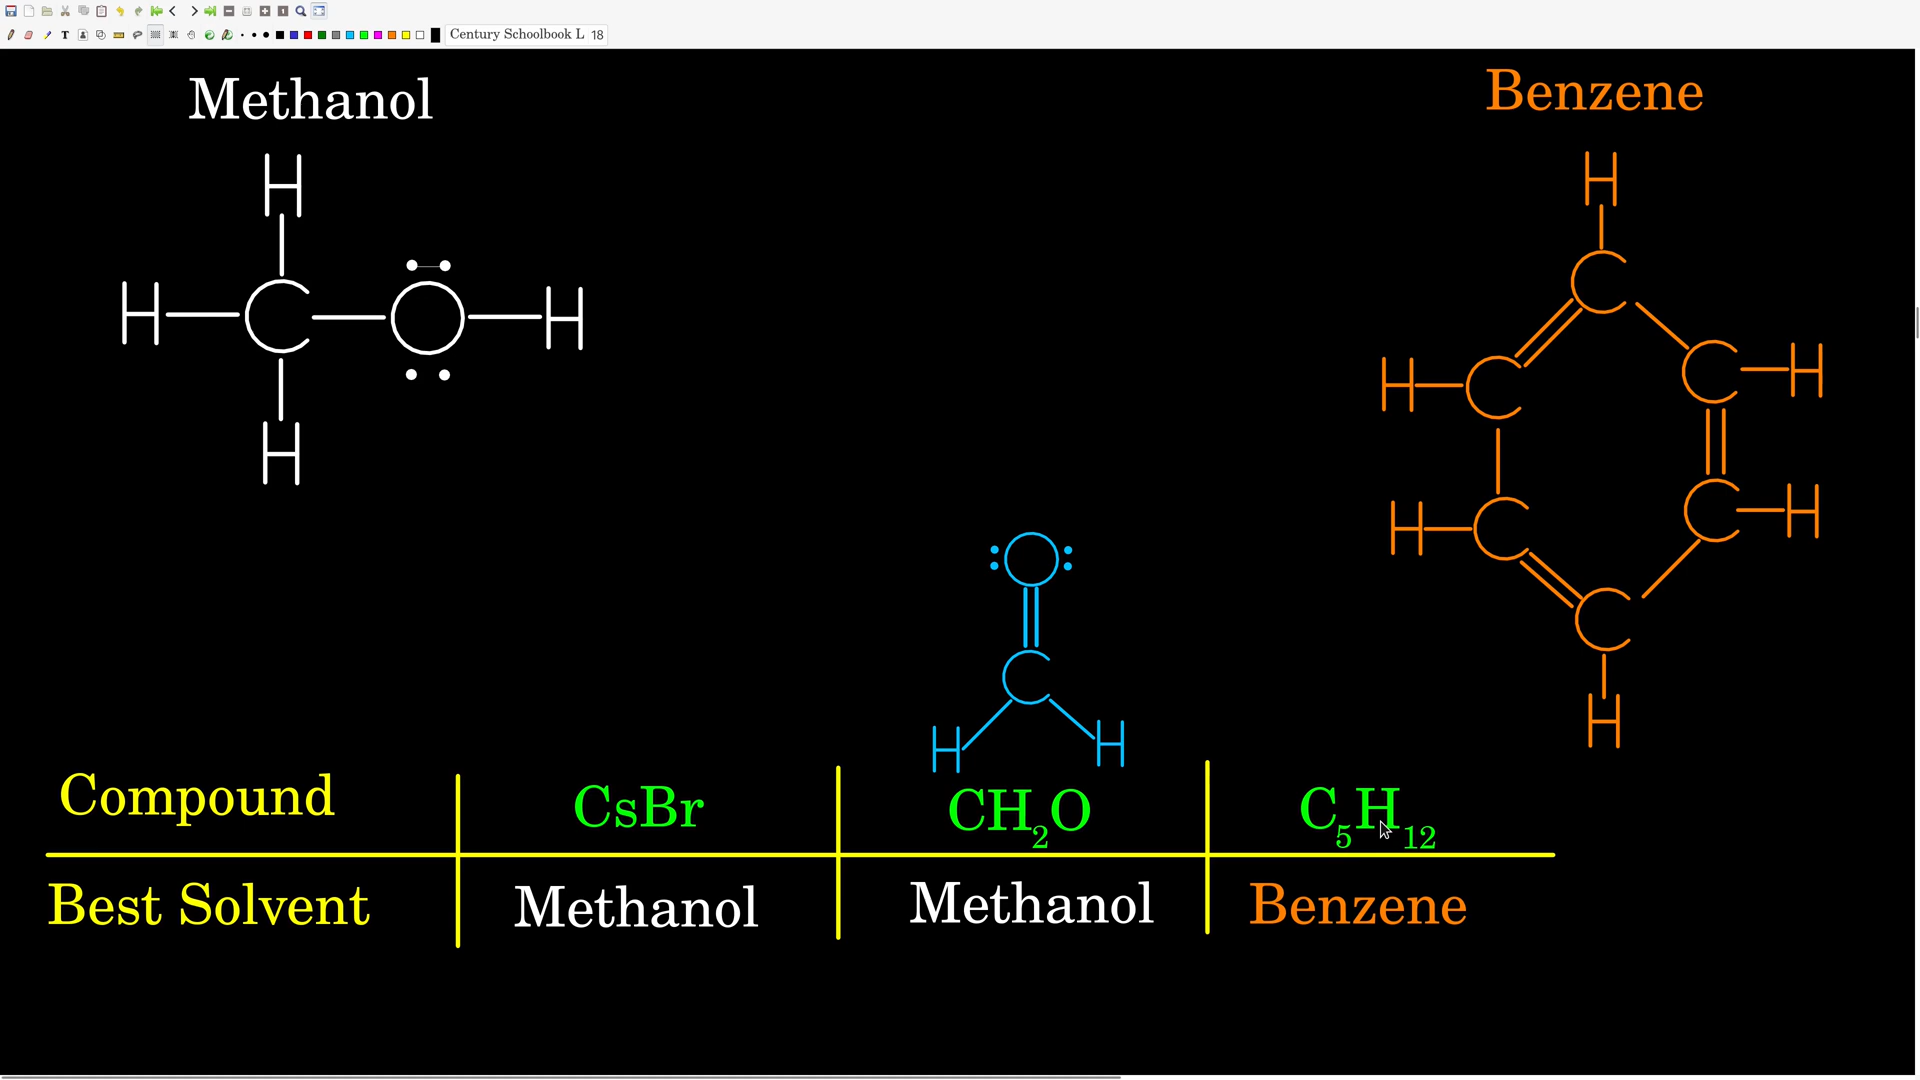 Century Schoolbook L 18
Methanol
Benzene
H
H C O H
H
H
C
H C C H
H C C H
C
H
O
C
H H
Compound CsBr CH₂O C₅H₁₂
Best Solvent Methanol Methanol Benzene